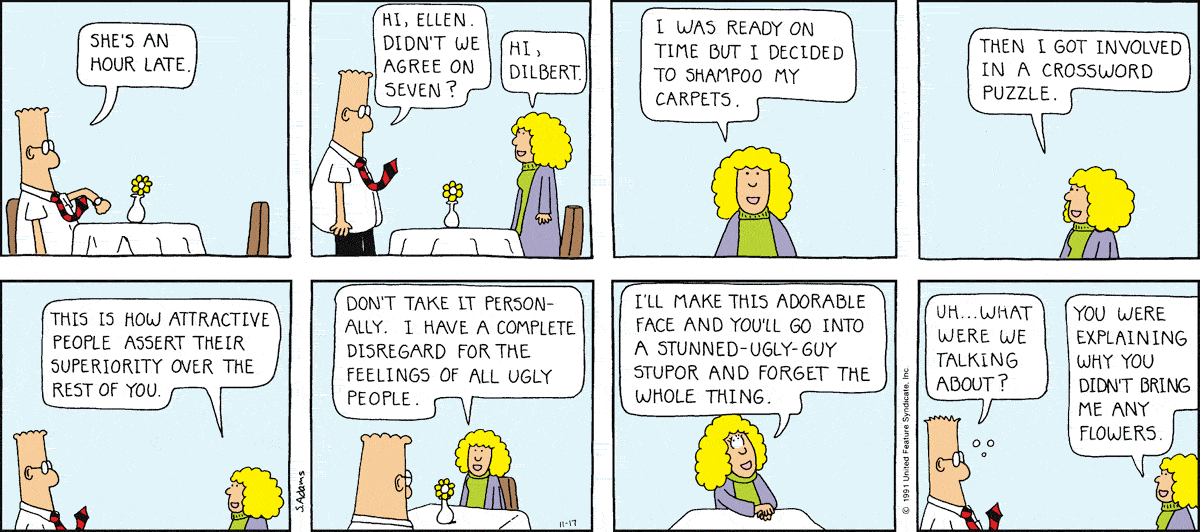 SHE'S AN
HOUR LATE.
HI, ELLEN.
DIDN'T WE
AGREE ON
SEVEN?
HI,
DILBERT.
I WAS READY ON
TIME BUT I DECIDED
TO SHAMPOO MY
CARPETS.
THEN I GOT INVOLVED
IN A CROSSWORD
PUZZLE.
THIS IS HOW ATTRACTIVE
PEOPLE ASSERT THEIR
SUPERIORITY OVER THE
REST OF YOU.
S.Adams
DON'T TAKE IT PERSON-
ALLY. I HAVE A COMPLETE
DISREGARD FOR THE
FEELINGS OF ALL UGLY
PEOPLE.
11-17
I'LL MAKE THIS ADORABLE
FACE AND YOU'LL GO INTO
A STUNNED-UGLY-GUY
STUPOR AND FORGET THE
WHOLE THING.
© 1991 United Feature Syndicate, Inc.
UH...WHAT
WERE WE
TALKING
ABOUT?
YOU WERE
EXPLAINING
WHY YOU
DIDN'T BRING
ME ANY
FLOWERS.